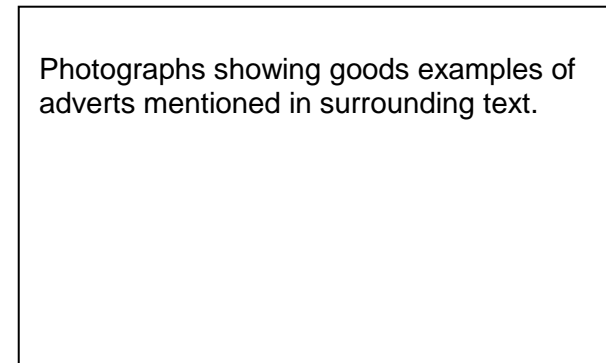 Photographs showing goods examples of
adverts mentioned in surrounding text.